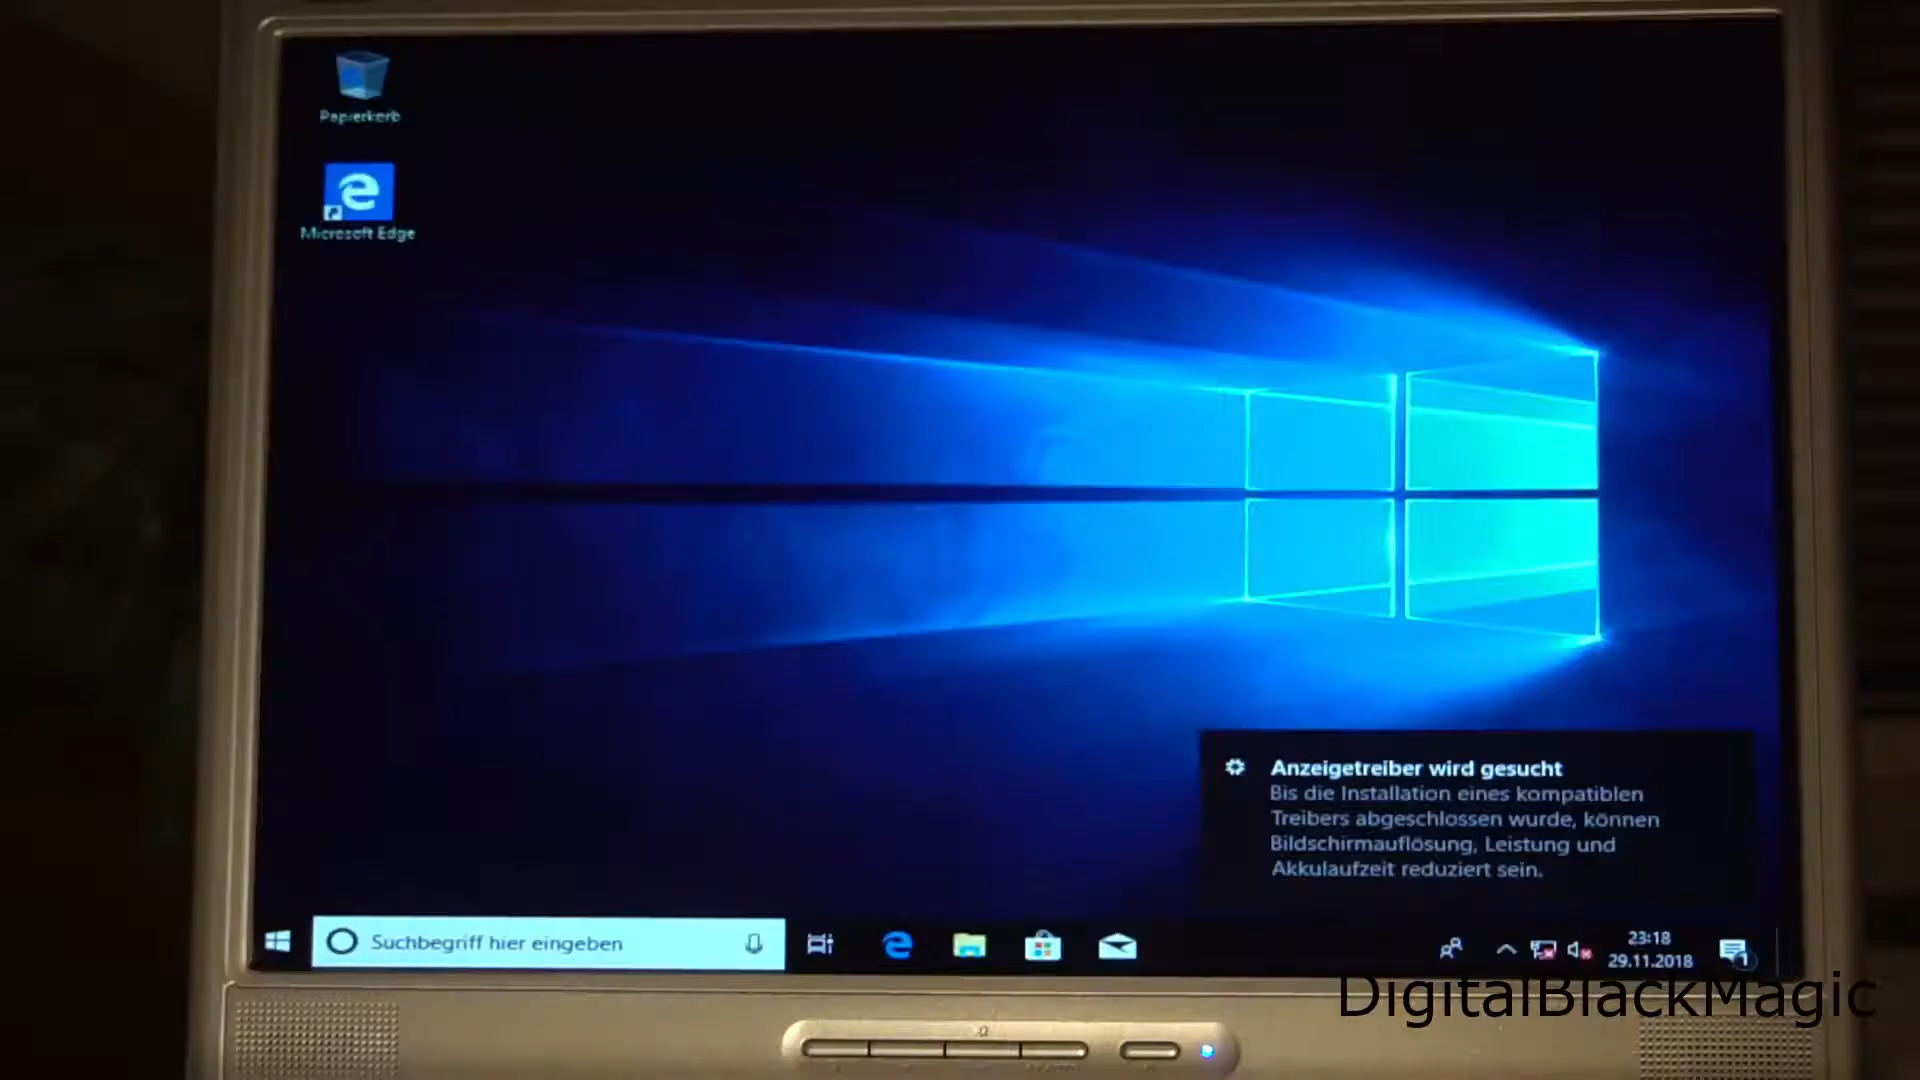 Papierkorb
Microsoft Edge
Anzeigetreiber wird gesucht
Bis die Installation eines kompatiblen
Treibers abgeschlossen wurde, können
Bildschirmauflösung, Leistung und
Akkulaufzeit reduziert sein.
Suchbegriff hier eingeben
23:18
29.11.2018
1
DigitalBlackMagic